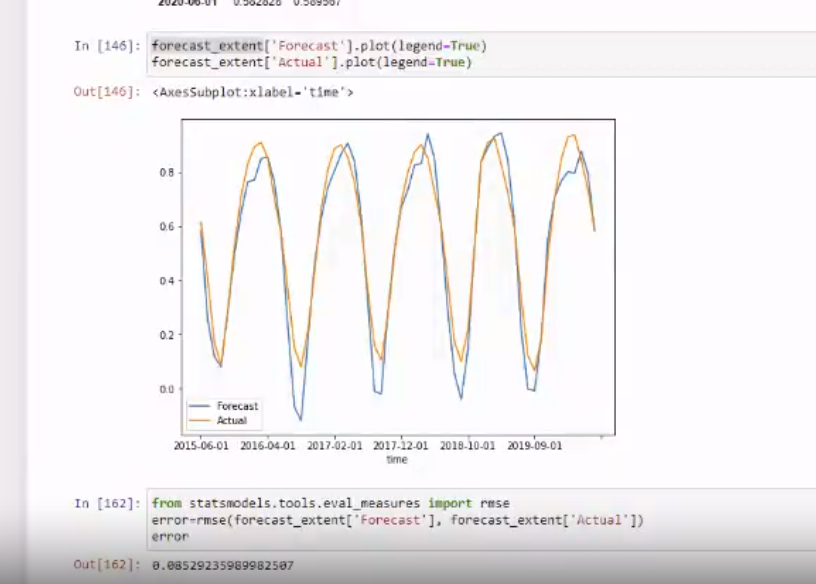 2020-06-01 0.582828 0.589567
In [146]: forecast_extent['Forecast'].plot(legend=True)
forecast_extent['Actual'].plot(legend=True)
Out[146]: <AxesSubplot:xlabel='time'>
0.8
0.6
0.4
0.2
0.0
Forecast
Actual
2015-06-01 2016-04-01 2017-02-01 2017-12-01 2018-10-01 2019-09-01
time
In [162]: from statsmodels.tools.eval_measures import rmse
error=rmse(forecast_extent['Forecast'], forecast_extent['Actual'])
error
Out[162]: 0.08529235989982507